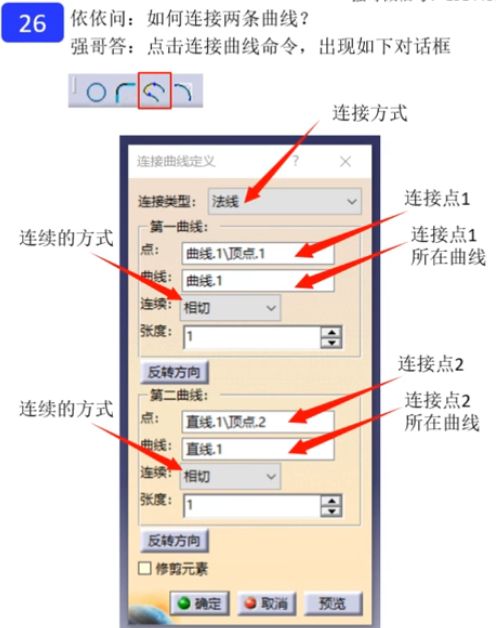 26
依依问：如何连接两条曲线？
强哥答：点击连接曲线命令，出现如下对话框
连接方式
连接曲线定义 ? ×
连接类型： 法线
第一曲线：
连接点1
点： 曲线.1\顶点.1
连接点1
所在曲线
连续的方式
曲线： 曲线.1
连续： 相切
张度： 1
反转方向
第二曲线：
连接点2
点： 直线.1\顶点.2
连接点2
所在曲线
连续的方式
曲线： 直线.1
连续： 相切
张度： 1
反转方向
修剪元素
确定 取消 预览